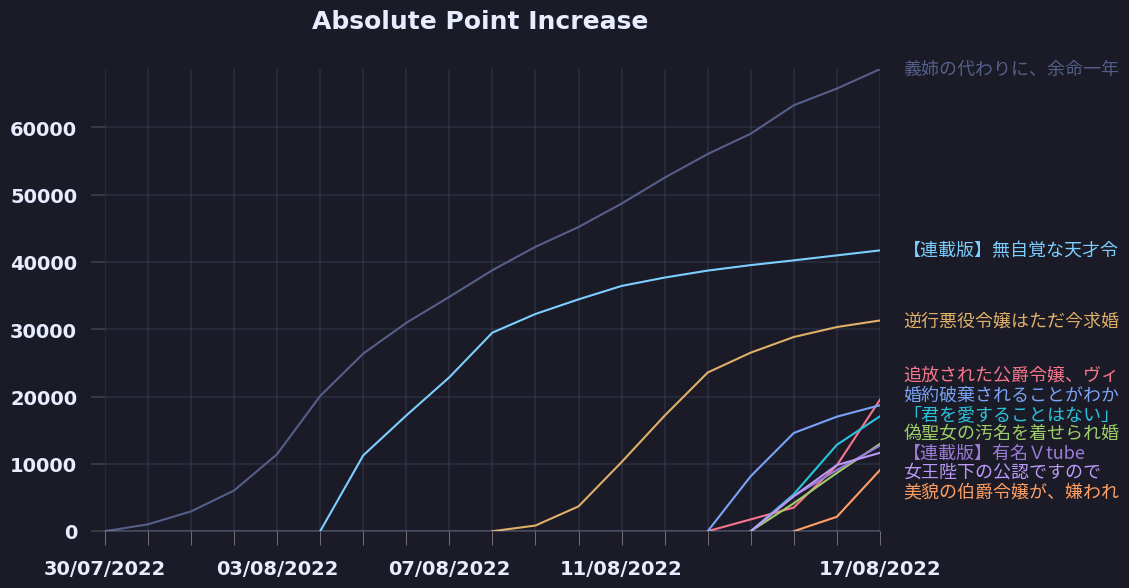 Absolute Point Increase
義姉の代わりに、余命一年
60000
50000
40000
【連載版】無自覚な天才令
30000
逆行悪役令嬢はただ今求婚
20000
追放された公爵令嬢、ヴィ
婚約破棄されることがわか
「君を愛することはない」
偽聖女の汚名を着せられ婚
10000
【連載版】有名Ｖtube
女王陛下の公認ですので
美貌の伯爵令嬢が、嫌われ
0
30/07/2022 03/08/2022 07/08/2022 11/08/2022 17/08/2022